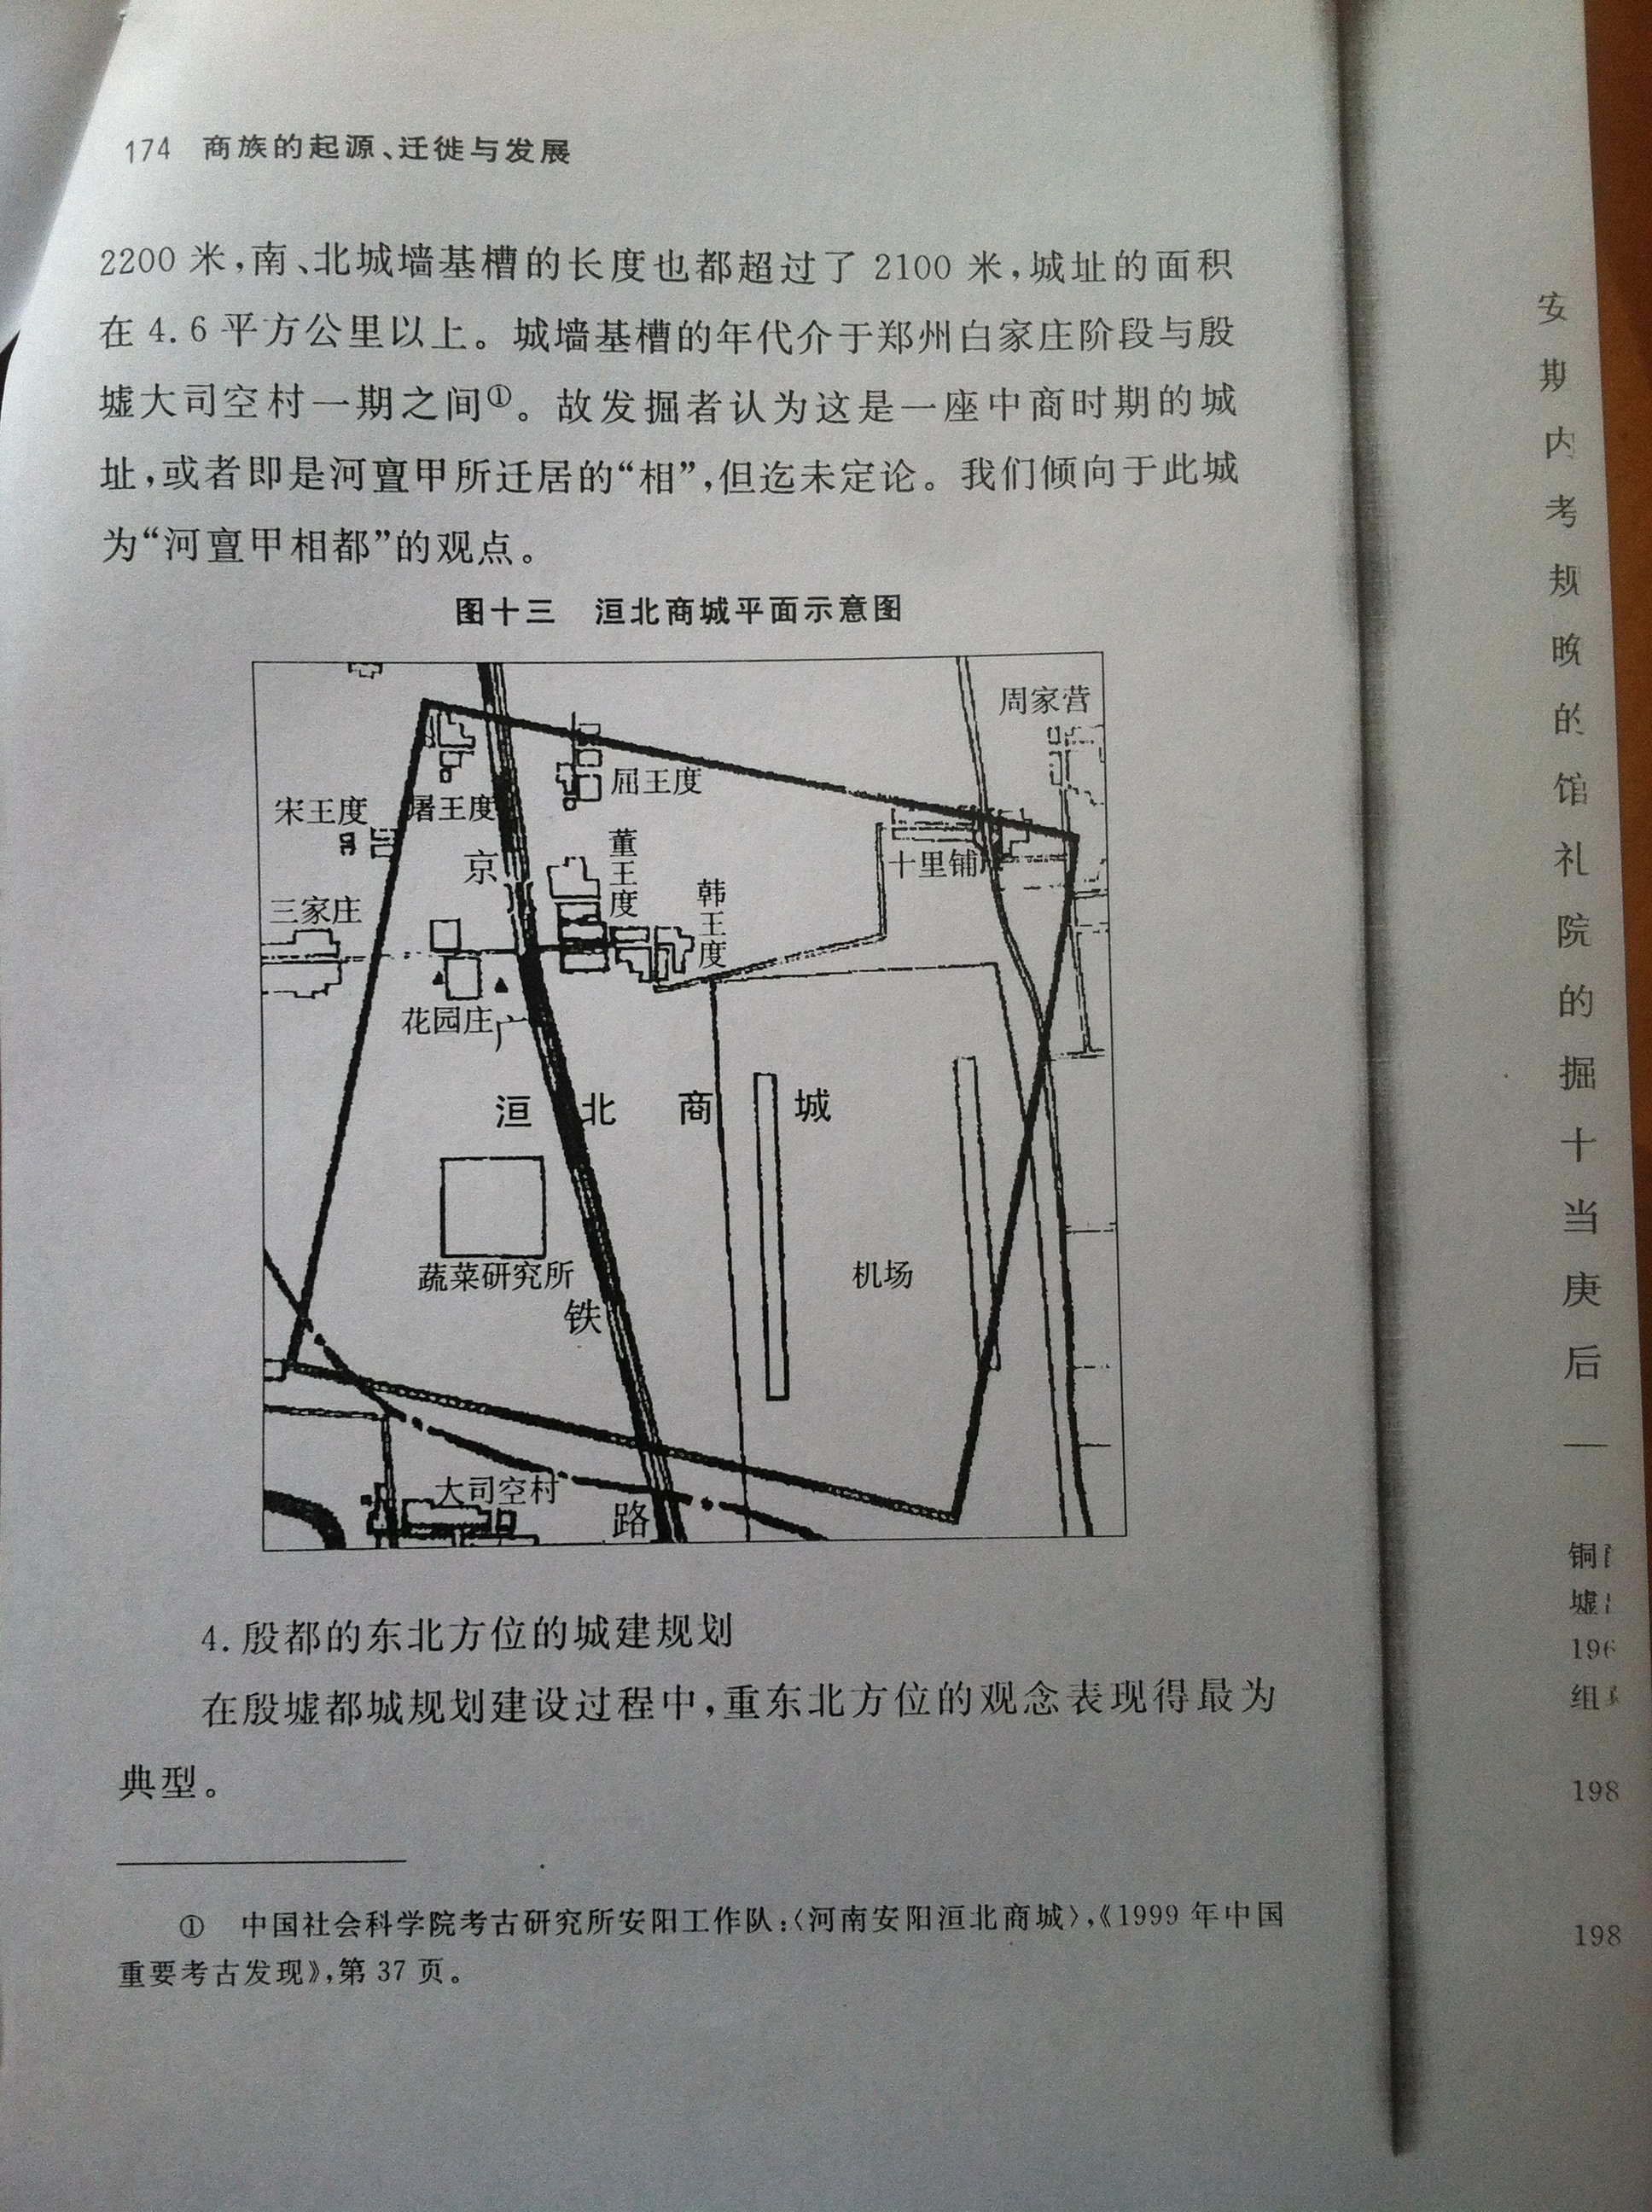 174 商族的起源、迁徙与发展
2200 米,南、北城墙基槽的长度也都超过了 2100 米,城址的面积
在 4.6 平方公里以上。城墙基槽的年代介于郑州白家庄阶段与殷
墟大司空村一期之间①。故发掘者认为这是一座中商时期的城
址,或者即是河亶甲所迁居的“相”,但迄未定论。我们倾向于此城
为“河亶甲相都”的观点。
图十三 洹北商城平面示意图
周家营
屈王度
宋王度
屠王度
董王度
京
十里铺
韩王度
三家庄
花园庄
广
洹北商城
蔬菜研究所
机场
铁
大司空村
路
4. 殷都的东北方位的城建规划
在殷墟都城规划建设过程中,重东北方位的观念表现得最为
典型。
① 中国社会科学院考古研究所安阳工作队:〈河南安阳洹北商城〉,《1999 年中国
重要考古发现》,第 37 页。
安
期
内
考
规
晚
的
馆
礼
院
的
掘
十
当
庚
后
一
铜
墟
196
组
198
198